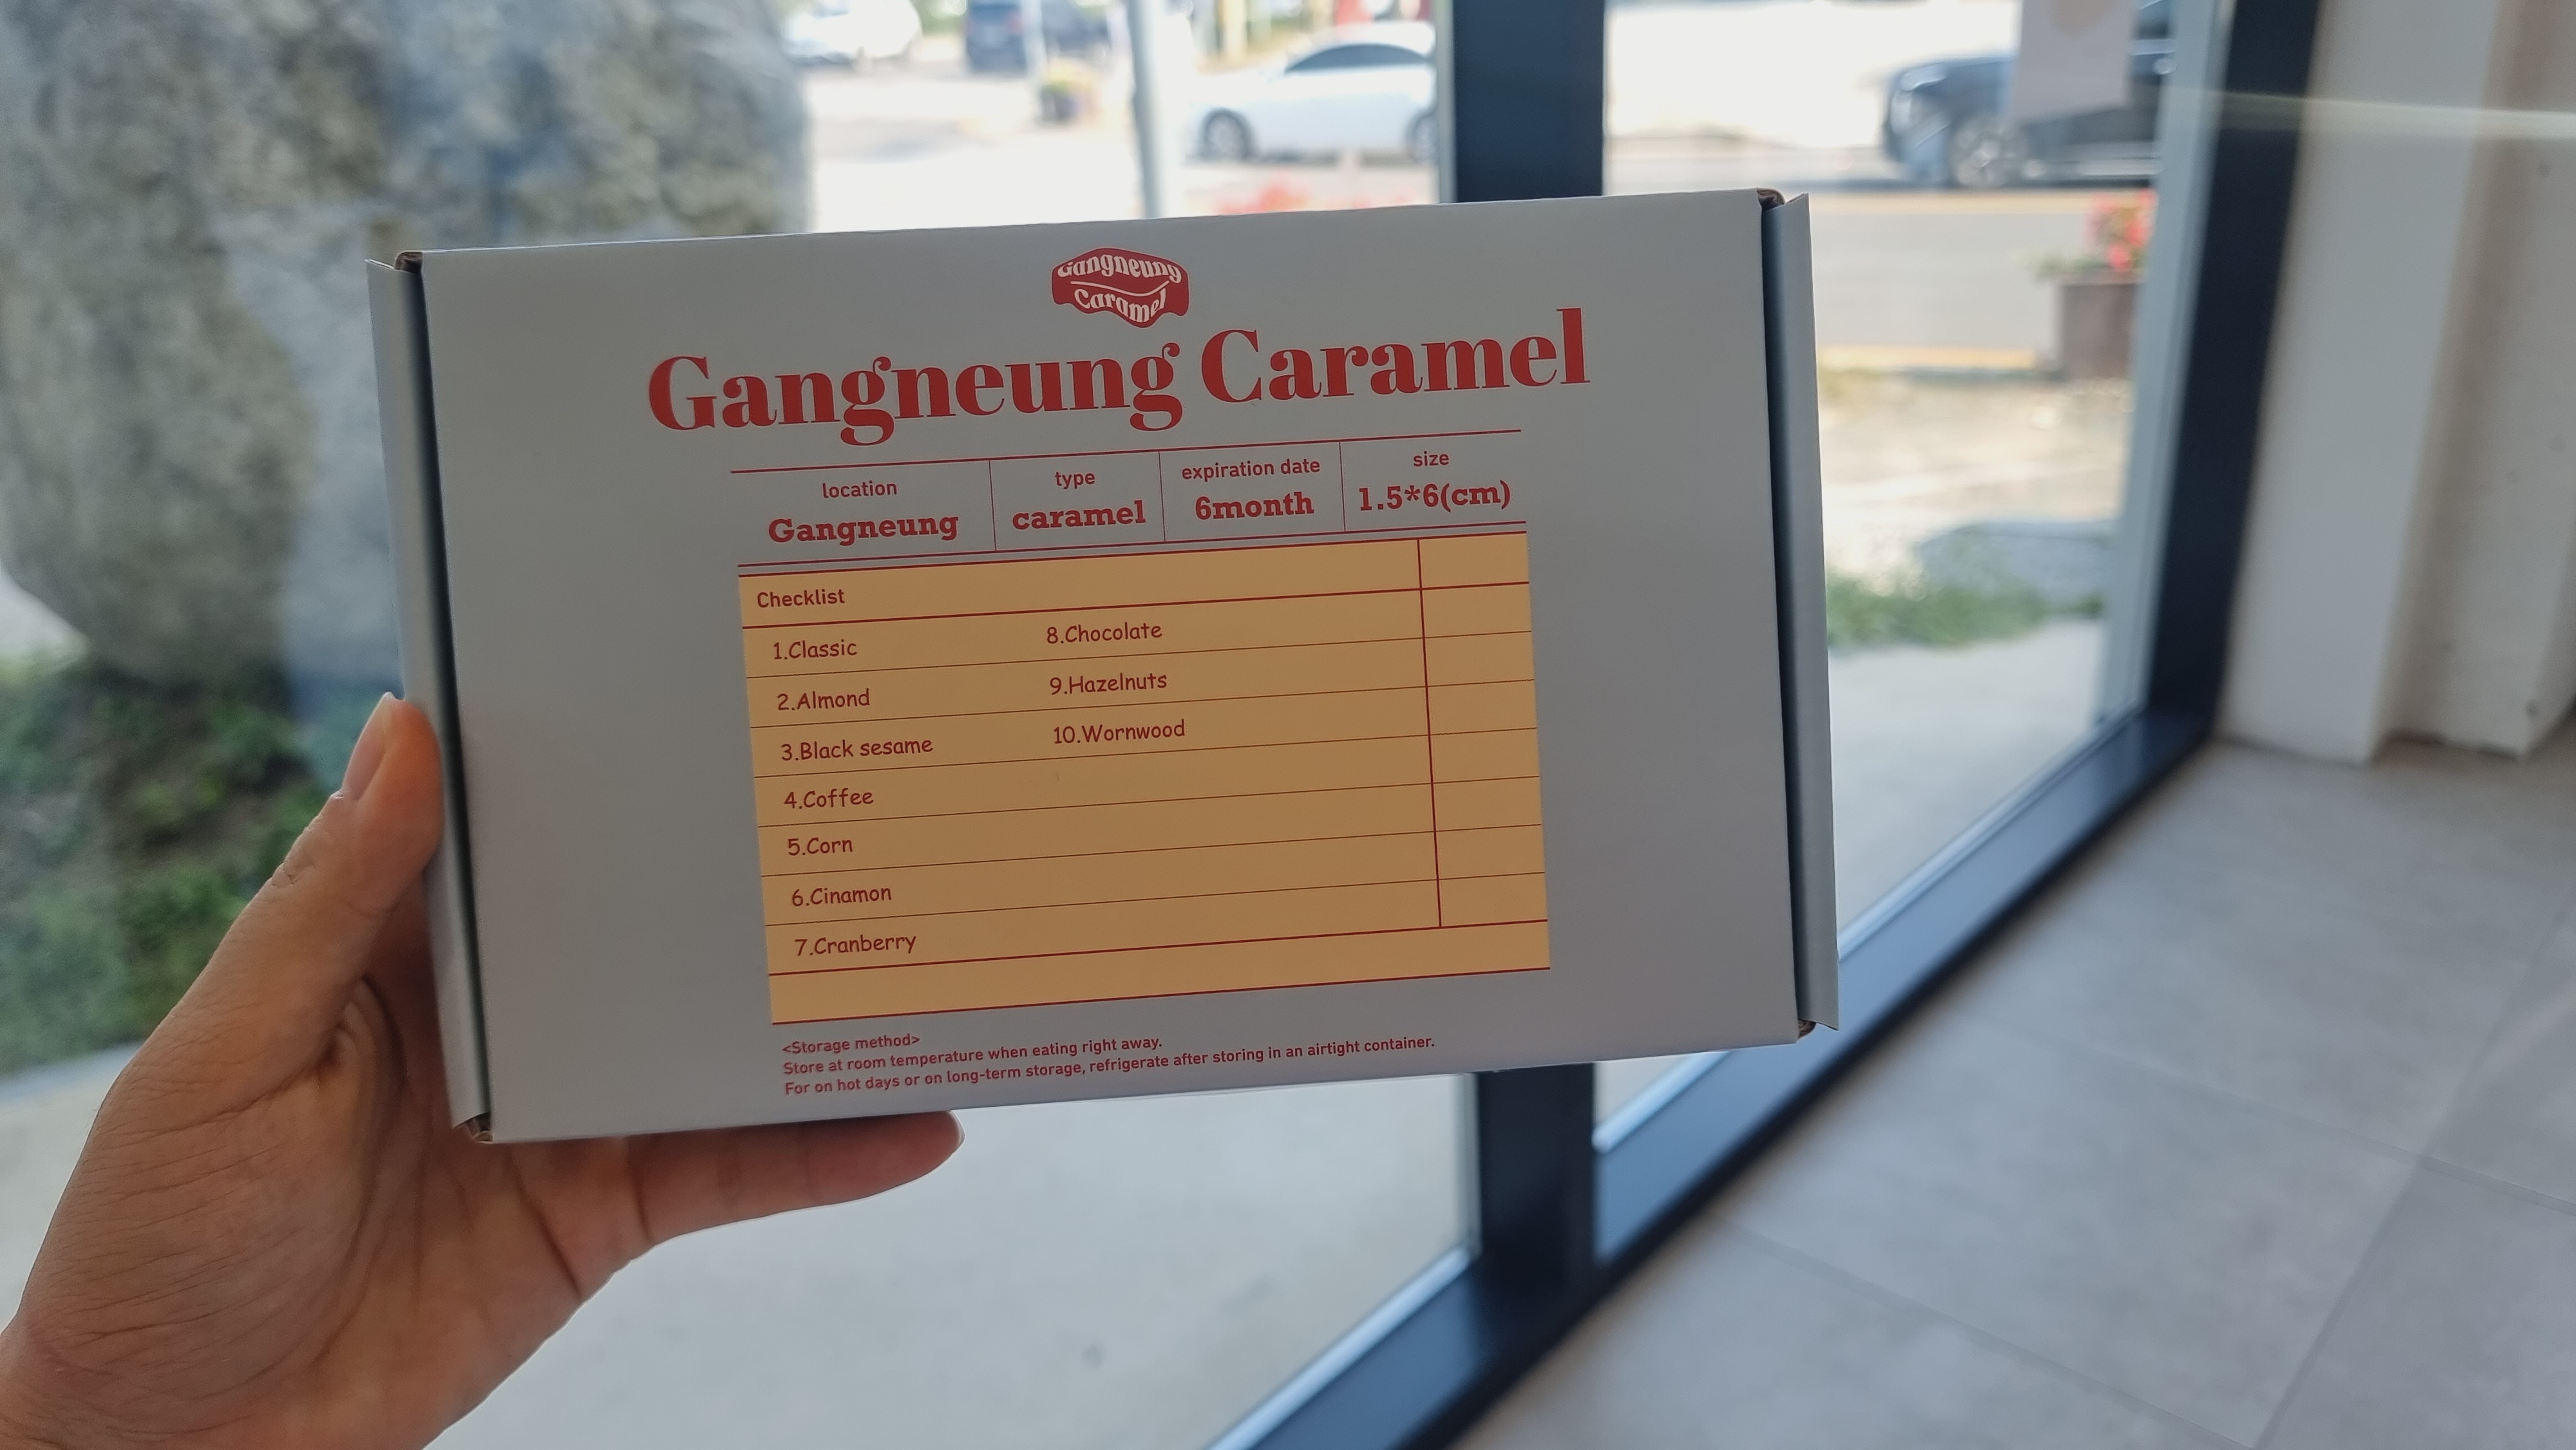 Gangneung
Caramel
Gangneung Caramel
location type expiration date size
Gangneung caramel 6month 1.5*6(cm)
Checklist
1.Classic 8.Chocolate
2.Almond 9.Hazelnuts
3.Black sesame 10.Wornwood
4.Coffee
5.Corn
6.Cinamon
7.Cranberry
<Storage method>
Store at room temperature when eating right away.
For on hot days or on long-term storage, refrigerate after storing in an airtight container.